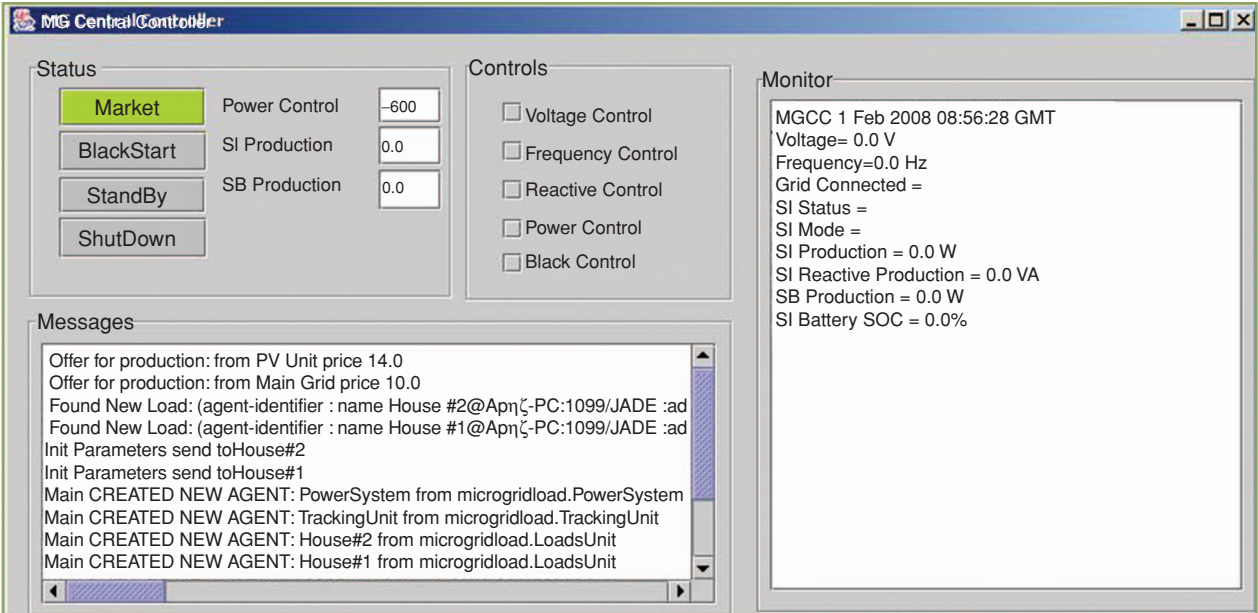 MG Central Controller
Status
Market
Power Control
–600
BlackStart
SI Production
0.0
StandBy
SB Production
0.0
ShutDown
Controls
Voltage Control
Frequency Control
Reactive Control
Power Control
Black Control
Monitor
MGCC 1 Feb 2008 08:56:28 GMT
Voltage= 0.0 V
Frequency=0.0 Hz
Grid Connected =
SI Status =
SI Mode =
SI Production = 0.0 W
SI Reactive Production = 0.0 VA
SB Production = 0.0 W
SI Battery SOC = 0.0%
Messages
Offer for production: from PV Unit price 14.0
Offer for production: from Main Grid price 10.0
Found New Load: (agent-identifier : name House #2@Apηζ-PC:1099/JADE :ad
Found New Load: (agent-identifier : name House #1@Apηζ-PC:1099/JADE :ad
Init Parameters send toHouse#2
Init Parameters send toHouse#1
Main CREATED NEW AGENT: PowerSystem from microgridload.PowerSystem
Main CREATED NEW AGENT: TrackingUnit from microgridload.TrackingUnit
Main CREATED NEW AGENT: House#2 from microgridload.LoadsUnit
Main CREATED NEW AGENT: House#1 from microgridload.LoadsUnit